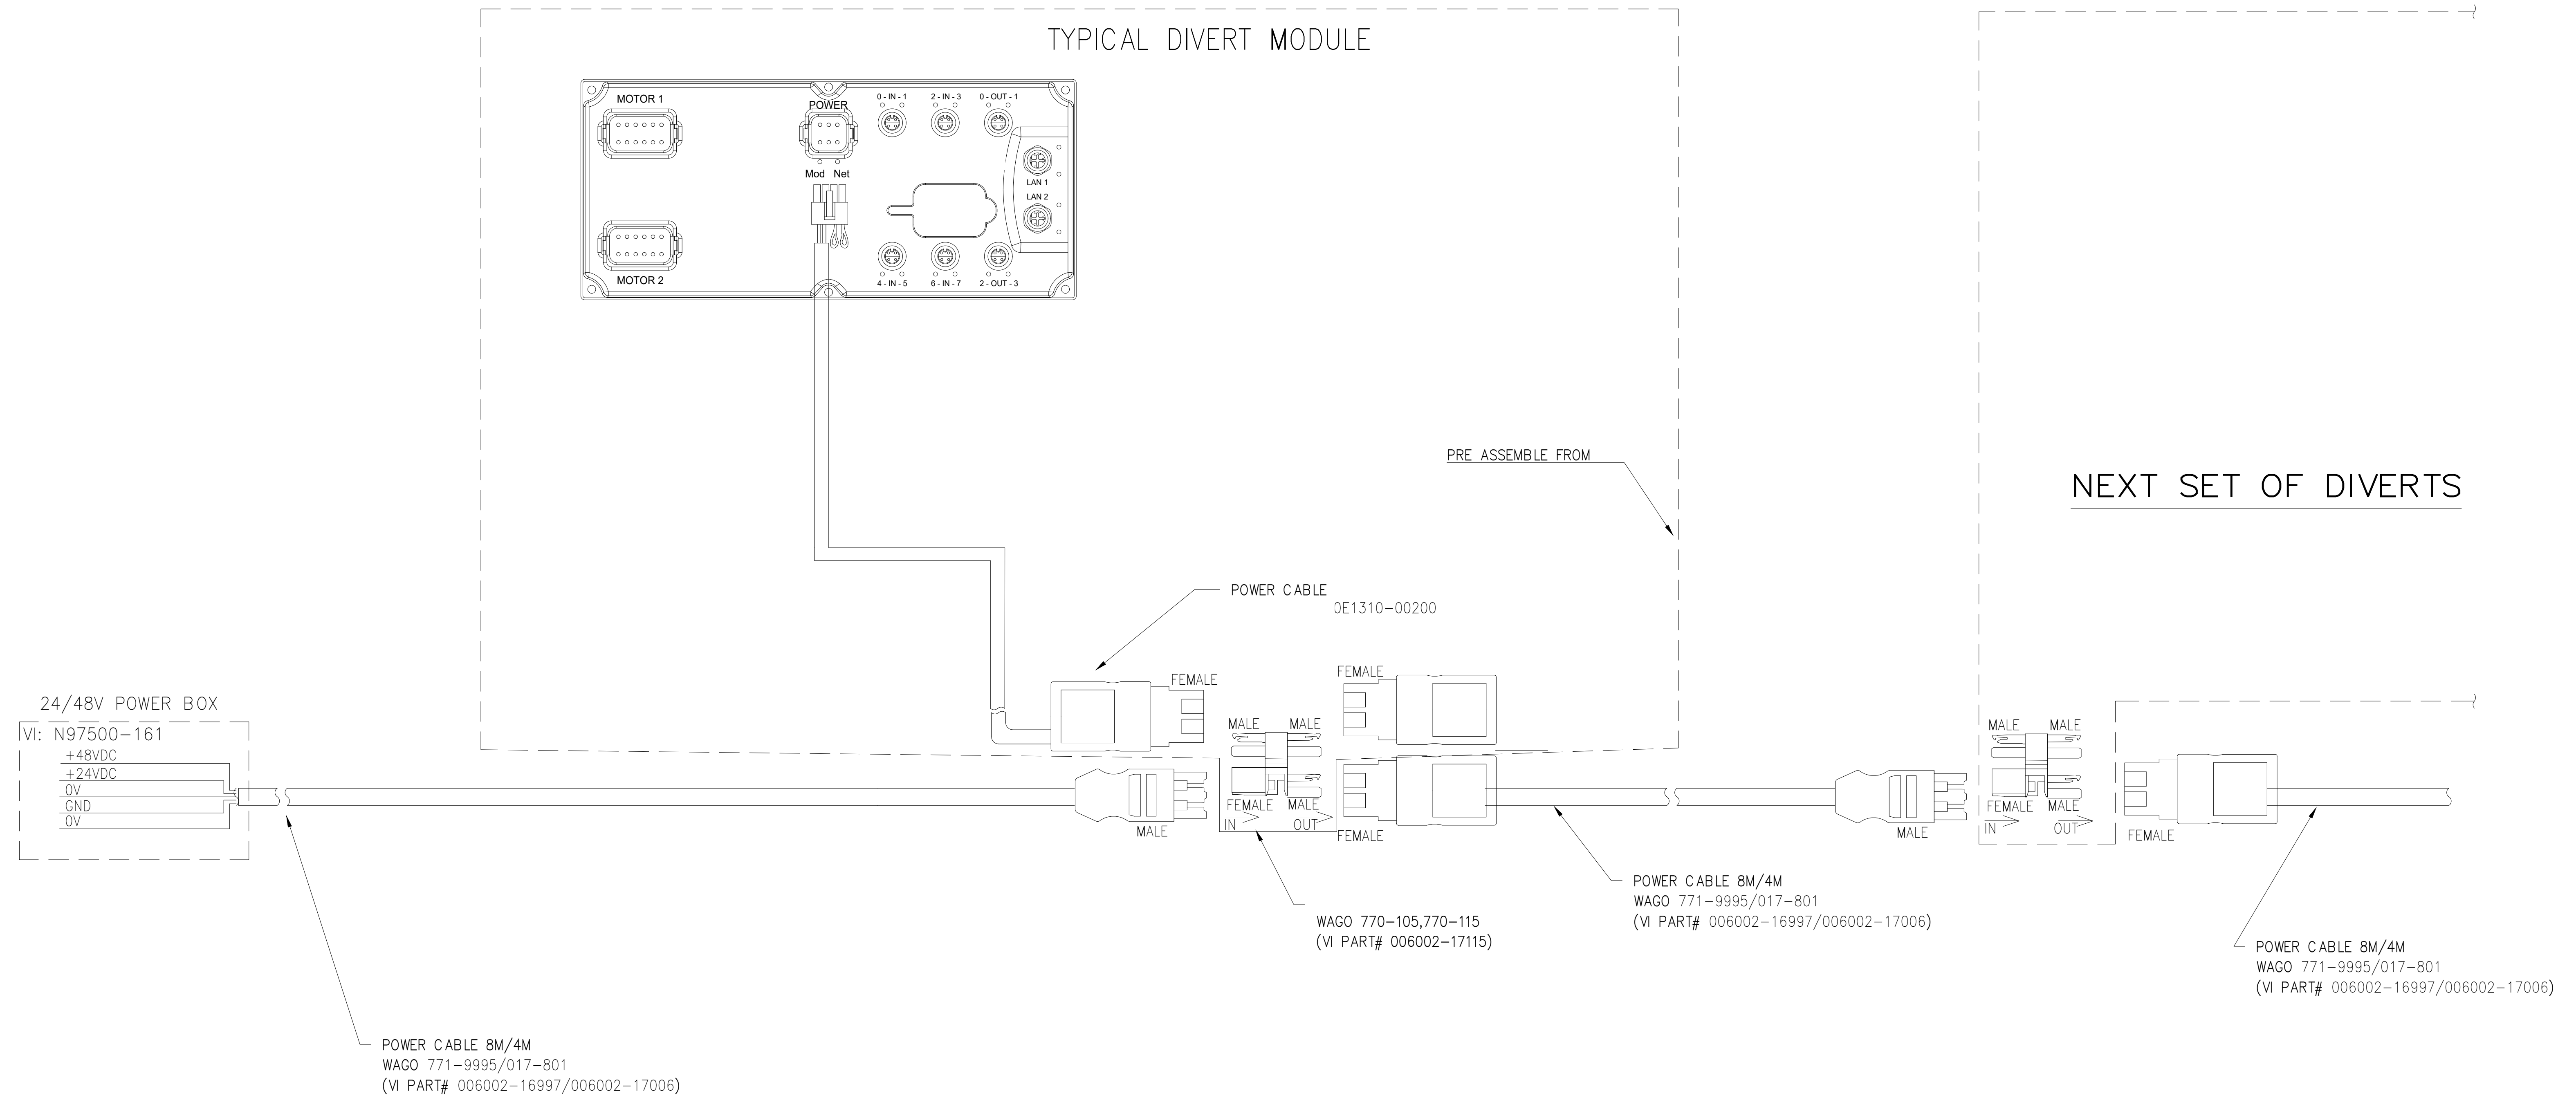 TYPICAL DIVERT MODULE
MOTOR 1
POWER
0 - IN - 1
2 - IN - 3
0 - OUT - 1
Mod Net
LAN 1
LAN 2
MOTOR 2
4 - IN - 5
6 - IN - 7
2 - OUT - 3
PRE ASSEMBLE FROM
NEXT SET OF DIVERTS
POWER CABLE
0E1310-00200
FEMALE
FEMALE
24/48V POWER BOX
VI: N97500-161
+48VDC
+24VDC
0V
GND
0V
MALE
MALE
MALE
FEMALE
MALE
IN
OUT
FEMALE
MALE
MALE
MALE
FEMALE
MALE
IN
OUT
FEMALE
WAGO 770-105,770-115
(VI PART# 006002-17115)
POWER CABLE 8M/4M
WAGO 771-9995/017-801
(VI PART# 006002-16997/006002-17006)
POWER CABLE 8M/4M
WAGO 771-9995/017-801
(VI PART# 006002-16997/006002-17006)
POWER CABLE 8M/4M
WAGO 771-9995/017-801
(VI PART# 006002-16997/006002-17006)